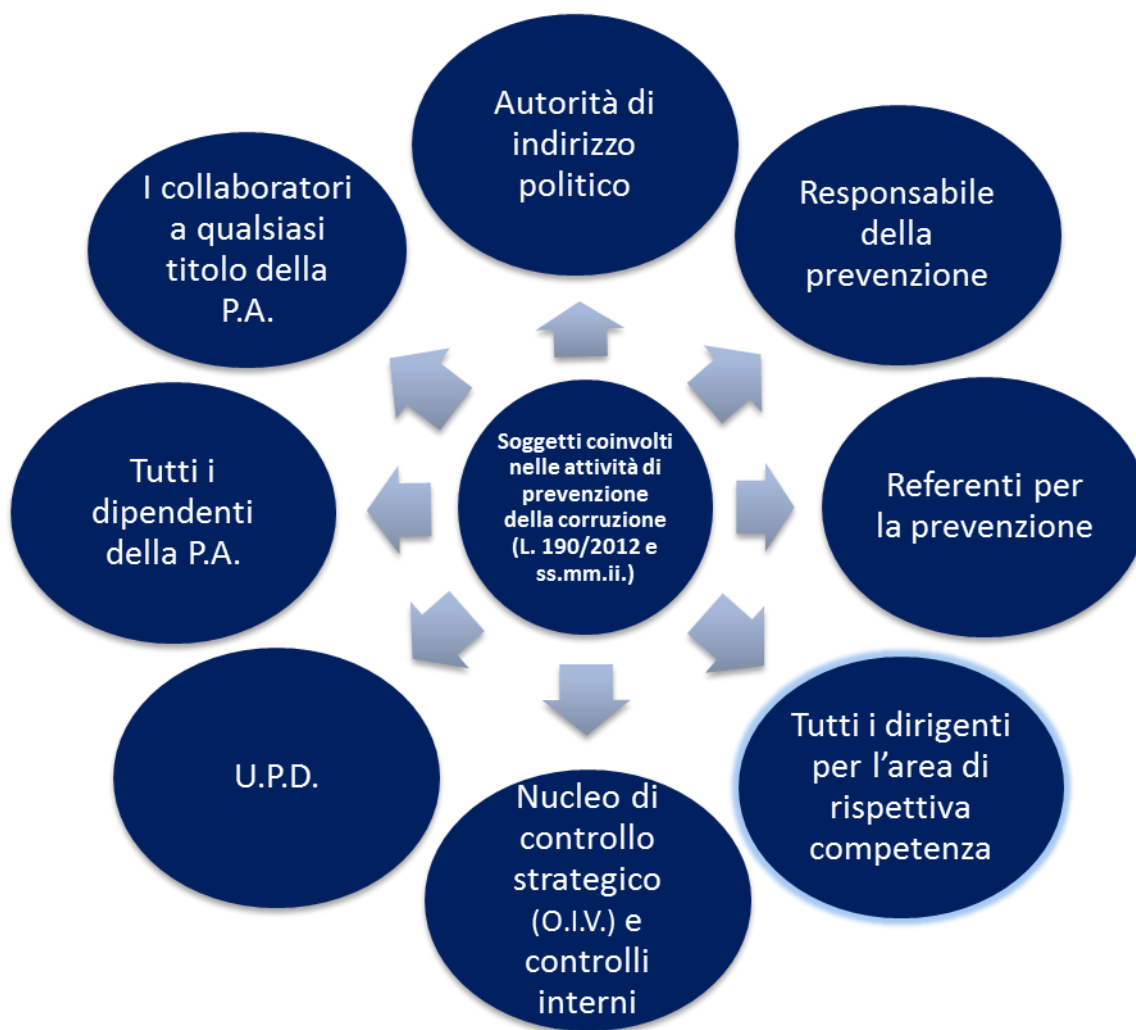 Autorità di
indirizzo
politico
Responsabile
della
prevenzione
Referenti per
la prevenzione
Tutti i dirigenti
per l’area di
rispettiva
competenza
Nucleo di
controllo
strategico
(O.I.V.) e
controlli
interni
U.P.D.
Tutti i
dipendenti
della P.A.
I collaboratori
a qualsiasi
titolo della
P.A.
Soggetti coinvolti
nelle attività di
prevenzione
della corruzione
(L. 190/2012 e
ss.mm.ii.)